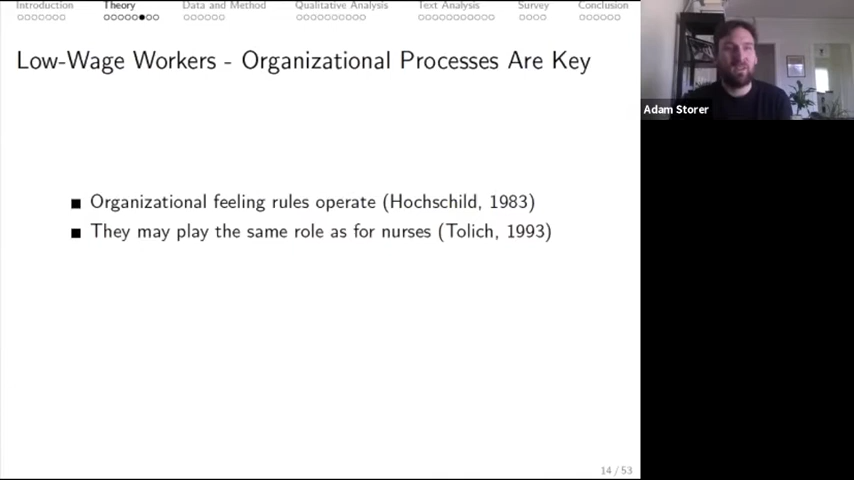 Introduction Theory Data and Method Qualitative Analysis Text Analysis Survey Conclusion
Low-Wage Workers - Organizational Processes Are Key
Organizational feeling rules operate (Hochschild, 1983)
They may play the same role as for nurses (Tolich, 1993)
14 / 53
Adam Storer